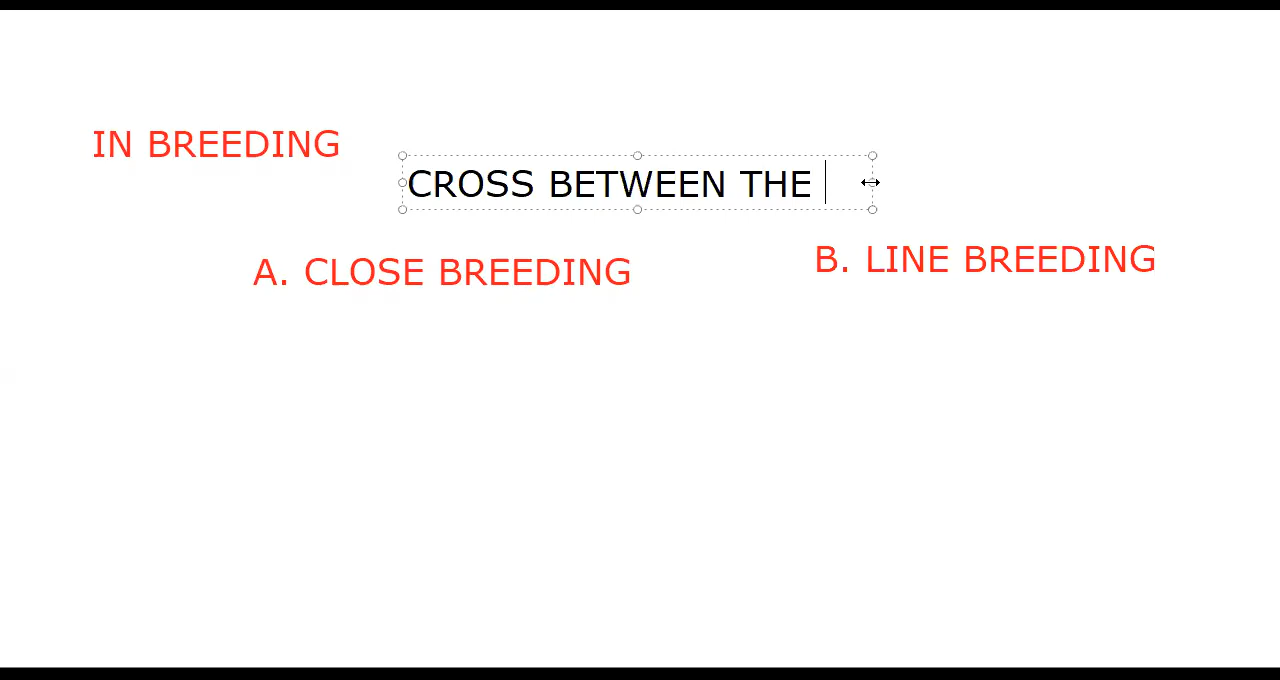 IN BREEDING
CROSS BETWEEN THE
A. CLOSE BREEDING
B. LINE BREEDING